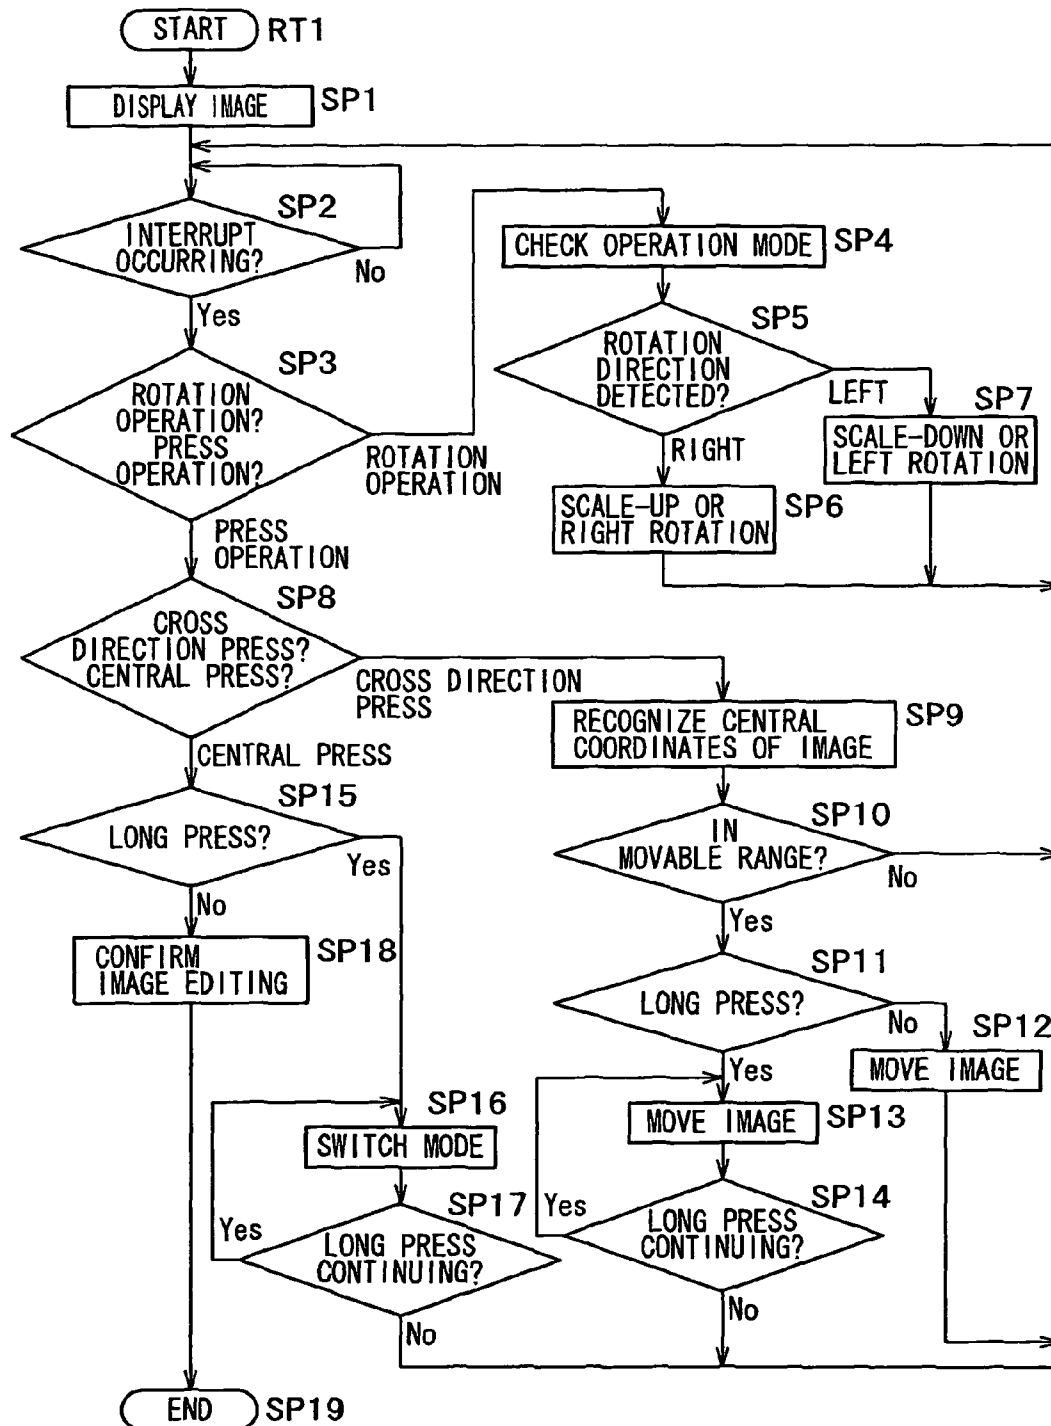 START RT1
DISPLAY IMAGE SP1
SP2
INTERRUPT
OCCURRING?
No
Yes
SP3
ROTATION
OPERATION?
PRESS
OPERATION?
ROTATION
OPERATION
PRESS
OPERATION
CHECK OPERATION MODE SP4
SP5
ROTATION
DIRECTION
DETECTED?
LEFT
RIGHT
SP7
SCALE-DOWN OR
LEFT ROTATION
SP6
SCALE-UP OR
RIGHT ROTATION
SP8
CROSS
DIRECTION PRESS?
CENTRAL PRESS?
CROSS DIRECTION
PRESS
CENTRAL PRESS
SP9
RECOGNIZE CENTRAL
COORDINATES OF IMAGE
SP10
IN
MOVABLE RANGE?
No
Yes
SP11
LONG PRESS?
No
Yes
SP12
MOVE IMAGE
MOVE IMAGE SP13
SP14
LONG PRESS
CONTINUING?
Yes
No
SP15
LONG PRESS?
Yes
No
SP18
CONFIRM
IMAGE EDITING
SP16
SWITCH MODE
SP17
LONG PRESS
CONTINUING?
Yes
No
END SP19